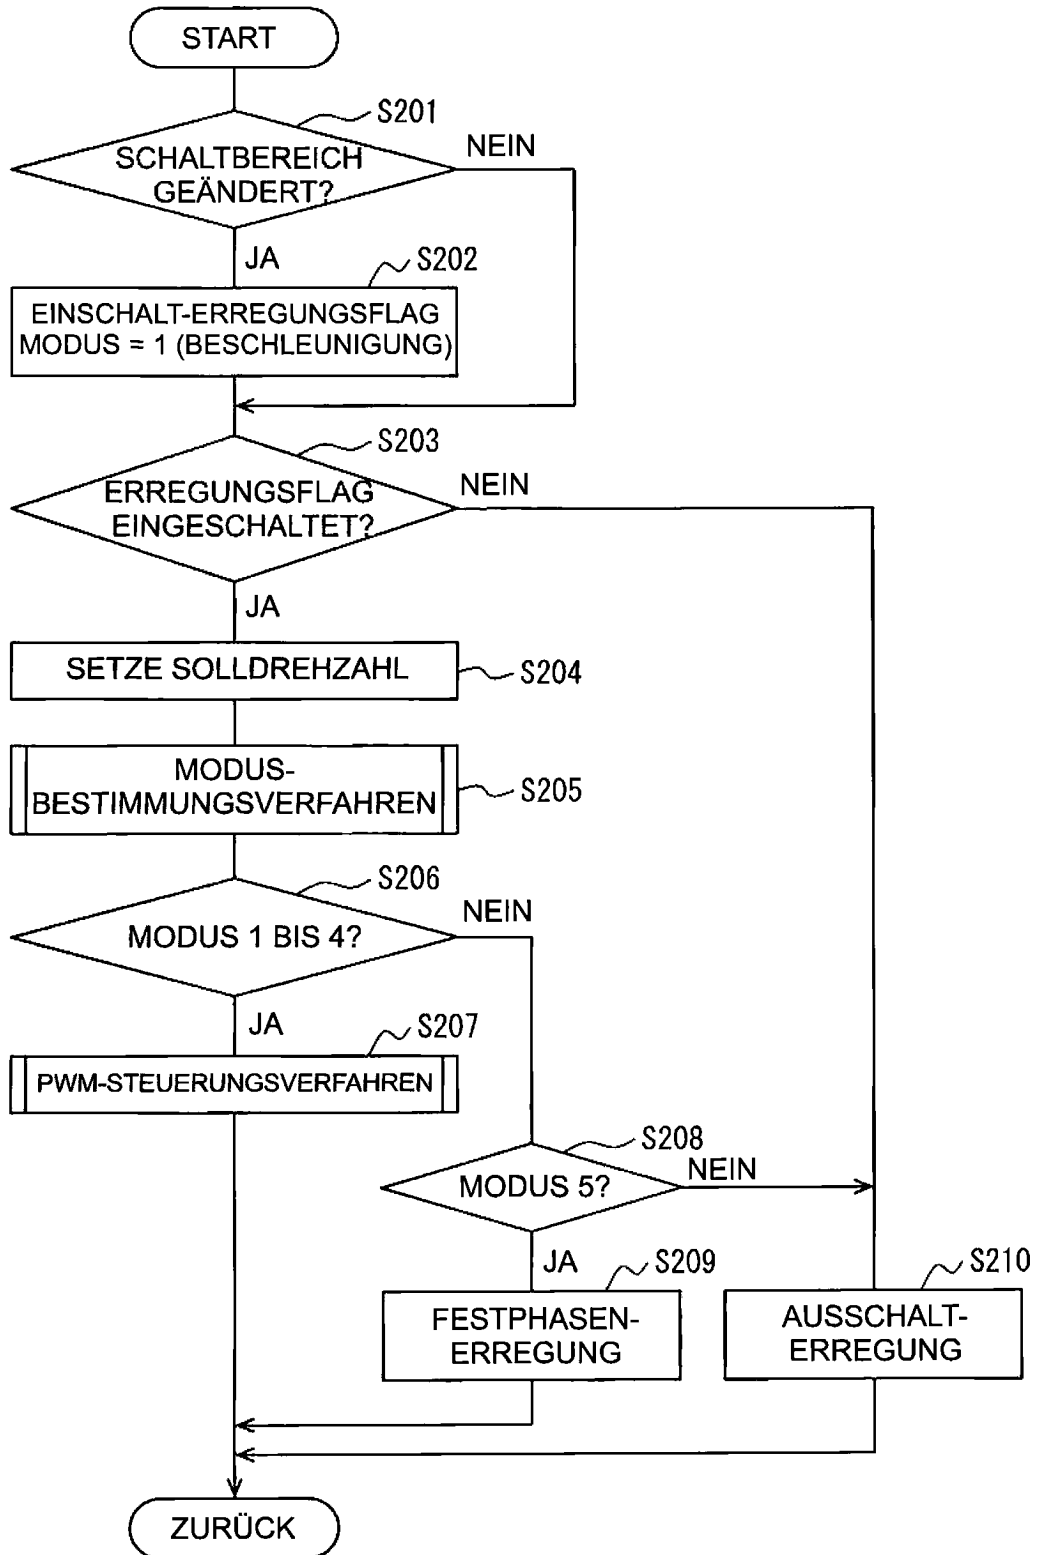 START
S201
SCHALTBEREICH
GEÄNDERT?
NEIN
JA
S202
EINSCHALT-ERREGUNGSFLAG
MODUS = 1 (BESCHLEUNIGUNG)
S203
ERREGUNGSFLAG
EINGESCHALTET?
NEIN
JA
SETZE SOLLDREHZAHL
S204
MODUS-
BESTIMMUNGSVERFAHREN
S205
S206
MODUS 1 BIS 4?
NEIN
JA
S207
PWM-STEUERUNGSVERFAHREN
S208
MODUS 5?
NEIN
JA
S209
FESTPHASEN-
ERREGUNG
S210
AUSSCHALT-
ERREGUNG
ZURÜCK